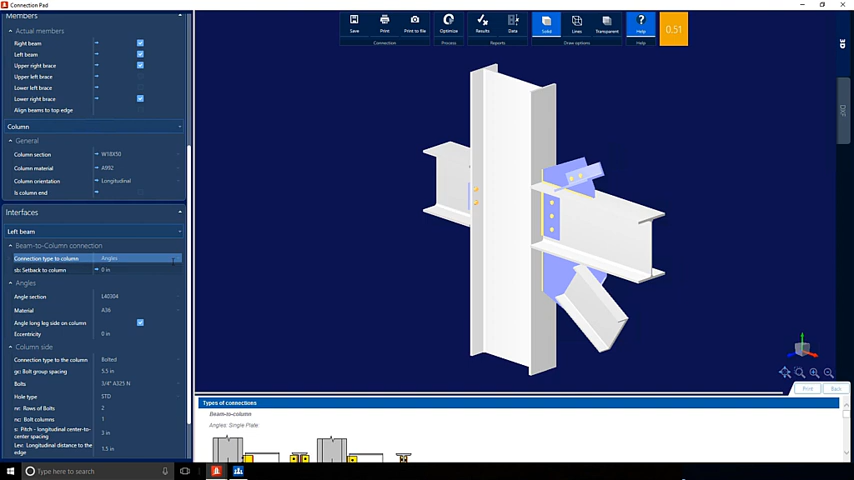 Connection Pad
Members
Actual members
Right beam
Left beam
Upper right brace
Upper left brace
Lower left brace
Lower right brace
Align beams to top edge
Column
General
Column section W18X50
Column material A992
Column orientation Longitudinal
Is column end
Interfaces
Left beam
Beam-to-Column connection
Connection type to column Angles
sb: Setback to column 0 in
Angles
Angle section L40304
Material A36
Angle long leg side on column
Eccentricity 0 in
Column side
Connection type to the column Bolted
gc: Bolt group spacing 5.5 in
Bolts 3/4" A325 N
Hole type STD
nr: Rows of Bolts 2
nc: Bolt columns 1
s: Pitch - longitudinal center-to-
center spacing 3 in
Lev: Longitudinal distance to the
edge 1.5 in
Save Print Print to file Optimize Results Data Solid Lines Transparent Help 0.51
Connection Process Reports Draw options Help
3D
DXF
Print Back
Types of connections
Beam-to-column
Angles: Single Plate:
Type here to search